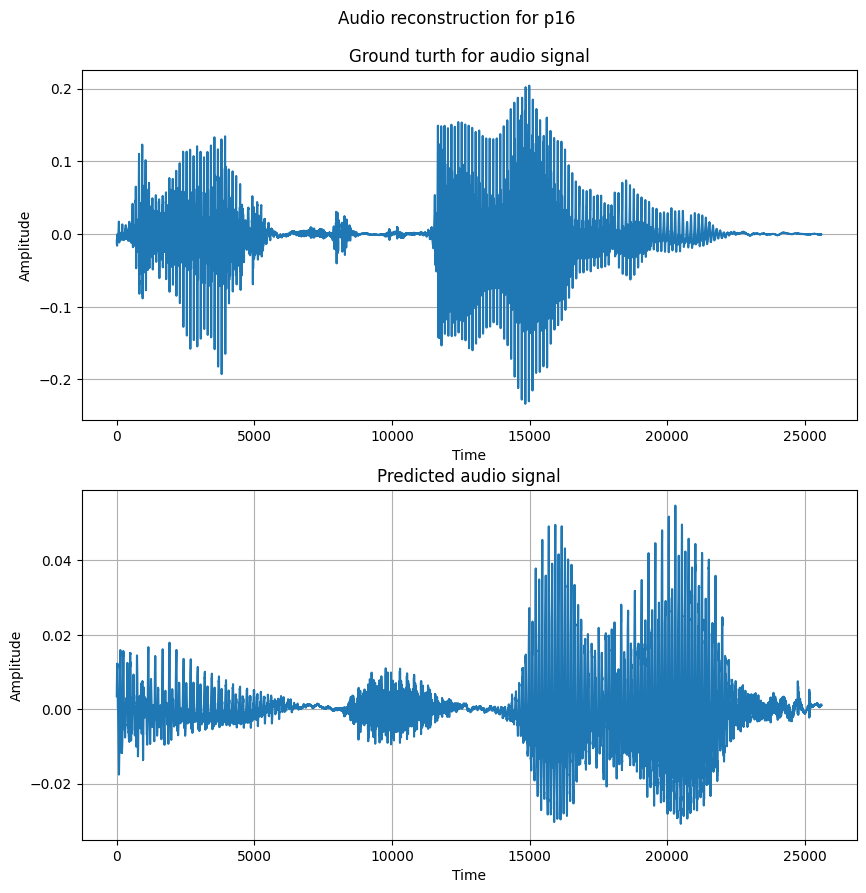 Audio reconstruction for p16
Ground turth for audio signal
0.2
0.1
0.0
−0.1
−0.2
Amplitude
0 5000 10000 15000 20000 25000
Time
Predicted audio signal
0.04
0.02
0.00
−0.02
Amplitude
0 5000 10000 15000 20000 25000
Time